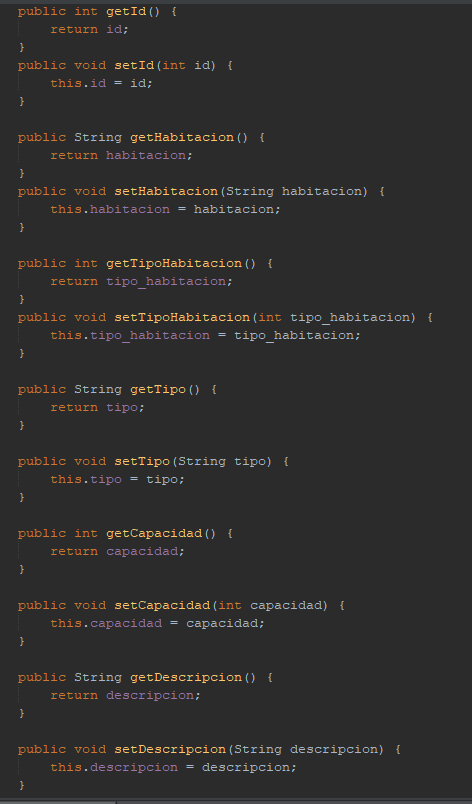 public int getId() {
return id;
}
public void setId(int id) {
this.id = id;
}
public String getHabitacion() {
return habitacion;
}
public void setHabitacion(String habitacion) {
this.habitacion = habitacion;
}
public int getTipoHabitacion() {
return tipo_habitacion;
}
public void setTipoHabitacion(int tipo_habitacion) {
this.tipo_habitacion = tipo_habitacion;
}
public String getTipo() {
return tipo;
}
public void setTipo(String tipo) {
this.tipo = tipo;
}
public int getCapacidad() {
return capacidad;
}
public void setCapacidad(int capacidad) {
this.capacidad = capacidad;
}
public String getDescripcion() {
return descripcion;
}
public void setDescripcion(String descripcion) {
this.descripcion = descripcion;
}